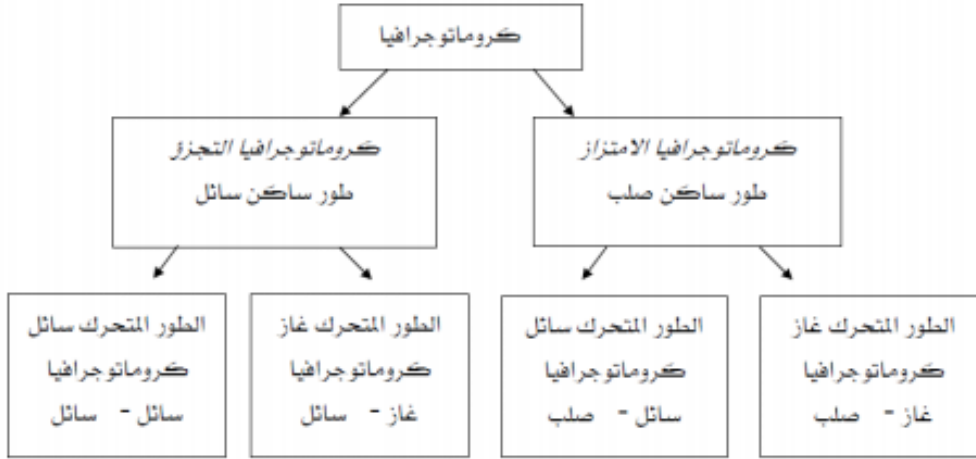 كروماتوجرافيا
كروماتوجرافيا الامتزاز
طور ساكن صلب
كروماتوجرافيا التجزؤ
طور ساكن سائل
الطور المتحرك غاز
كروماتوجرافيا
غاز - صلب
الطور المتحرك سائل
كروماتوجرافيا
سائل - صلب
الطور المتحرك غاز
كروماتوجرافيا
غاز - سائل
الطور المتحرك سائل
كروماتوجرافيا
سائل - سائل